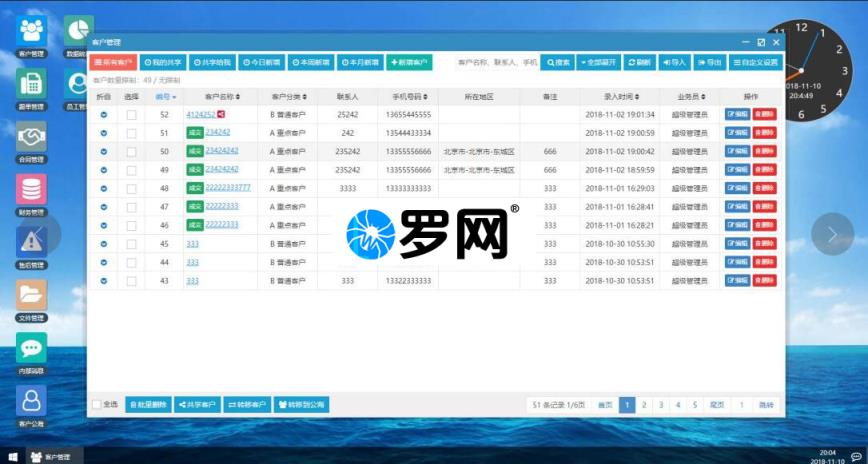 客户管理
所有客户 我的共享 共享给我 今日新增 本周新增 本月新增 +新增客户 客户名称、联系人、手机 搜索 全部展开 刷新 导入 导出 自定义设置
客户数量限制：49 / 无限制
折叠 选择 编号 客户名称 客户分类 联系人 手机号码 所在地区 备注 录入时间 业务员 操作
52 4124252 B 普通客户 25242 13655445555 2018-11-02 19:01:34 超级管理员 编辑 删除
51 成交 234242 A 重点客户 242 13544433334 2018-11-02 19:00:59 超级管理员 编辑 删除
50 成交 23424242 A 重点客户 235242 13355556666 北京市-北京市-东城区 666 2018-11-02 19:00:42 超级管理员 编辑 删除
49 成交 23424242 A 重点客户 235242 13355556666 北京市-北京市-东城区 666 2018-11-02 18:59:59 超级管理员 编辑 删除
48 成交 22222333777 A 重点客户 3333 13333333333 333 2018-11-01 16:29:03 超级管理员 编辑 删除
47 成交 22222333 A 重点客户 333 2018-11-01 16:28:41 超级管理员 编辑 删除
46 成交 22222333 A 重点客户 333 2018-11-01 16:28:21 超级管理员 编辑 删除
45 333 B 普通客户 333 2018-10-30 10:55:30 超级管理员 编辑 删除
44 333 B 普通客户 333 2018-10-30 10:53:51 超级管理员 编辑 删除
43 333 B 普通客户 333 13322333333 333 2018-10-30 10:53:51 超级管理员 编辑 删除
罗网®
全选 批量删除 共享客户 转移客户 转移到公海 51 条记录 1/6页 首页 1 2 3 4 5 尾页 1 跳转
客户管理
跟单管理
合同管理
财务管理
售后管理
文件管理
内部消息
客户公海
11 12 1
2
3
4
5
6
018-11-10
20:4:49
客户管理
20:04
2018-11-10